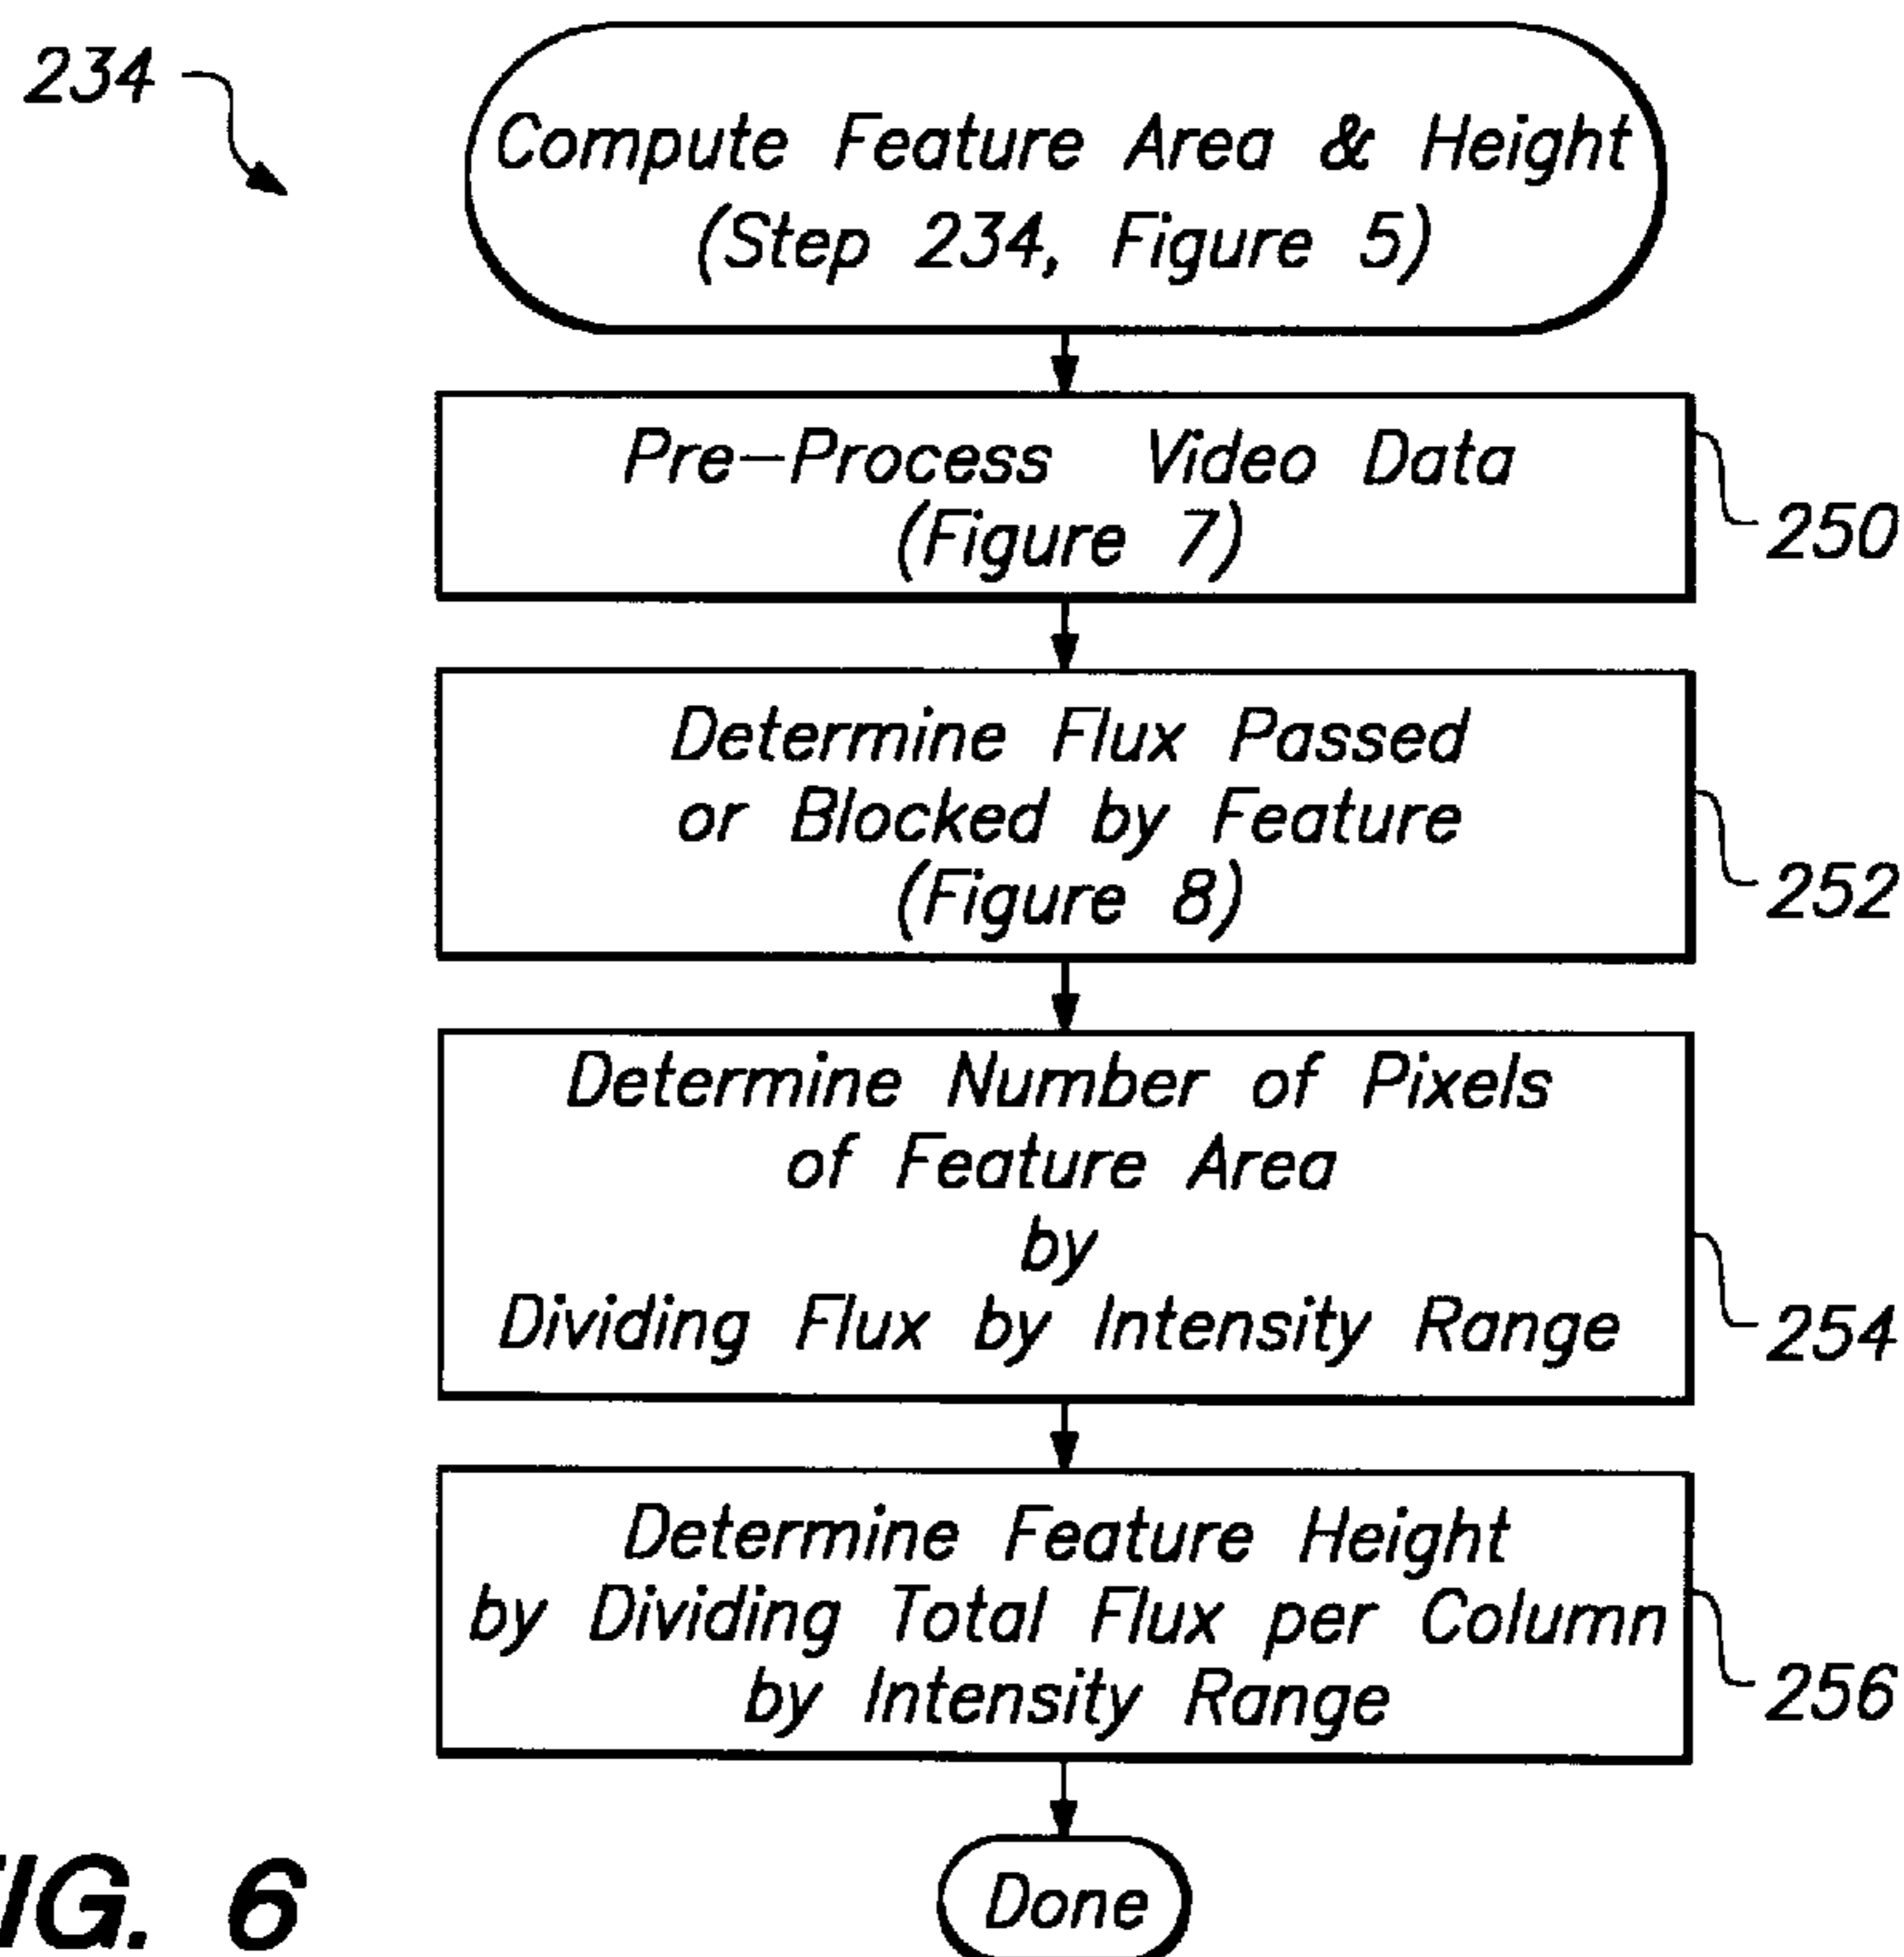 234
Compute Feature Area & Height
(Step 234, Figure 5)
Pre-Process Video Data
(Figure 7)
250
Determine Flux Passed
or Blocked by Feature
(Figure 8)
252
Determine Number of Pixels
of Feature Area
by
Dividing Flux by Intensity Range
254
Determine Feature Height
by Dividing Total Flux per Column
by Intensity Range
256
Done
IG. 6